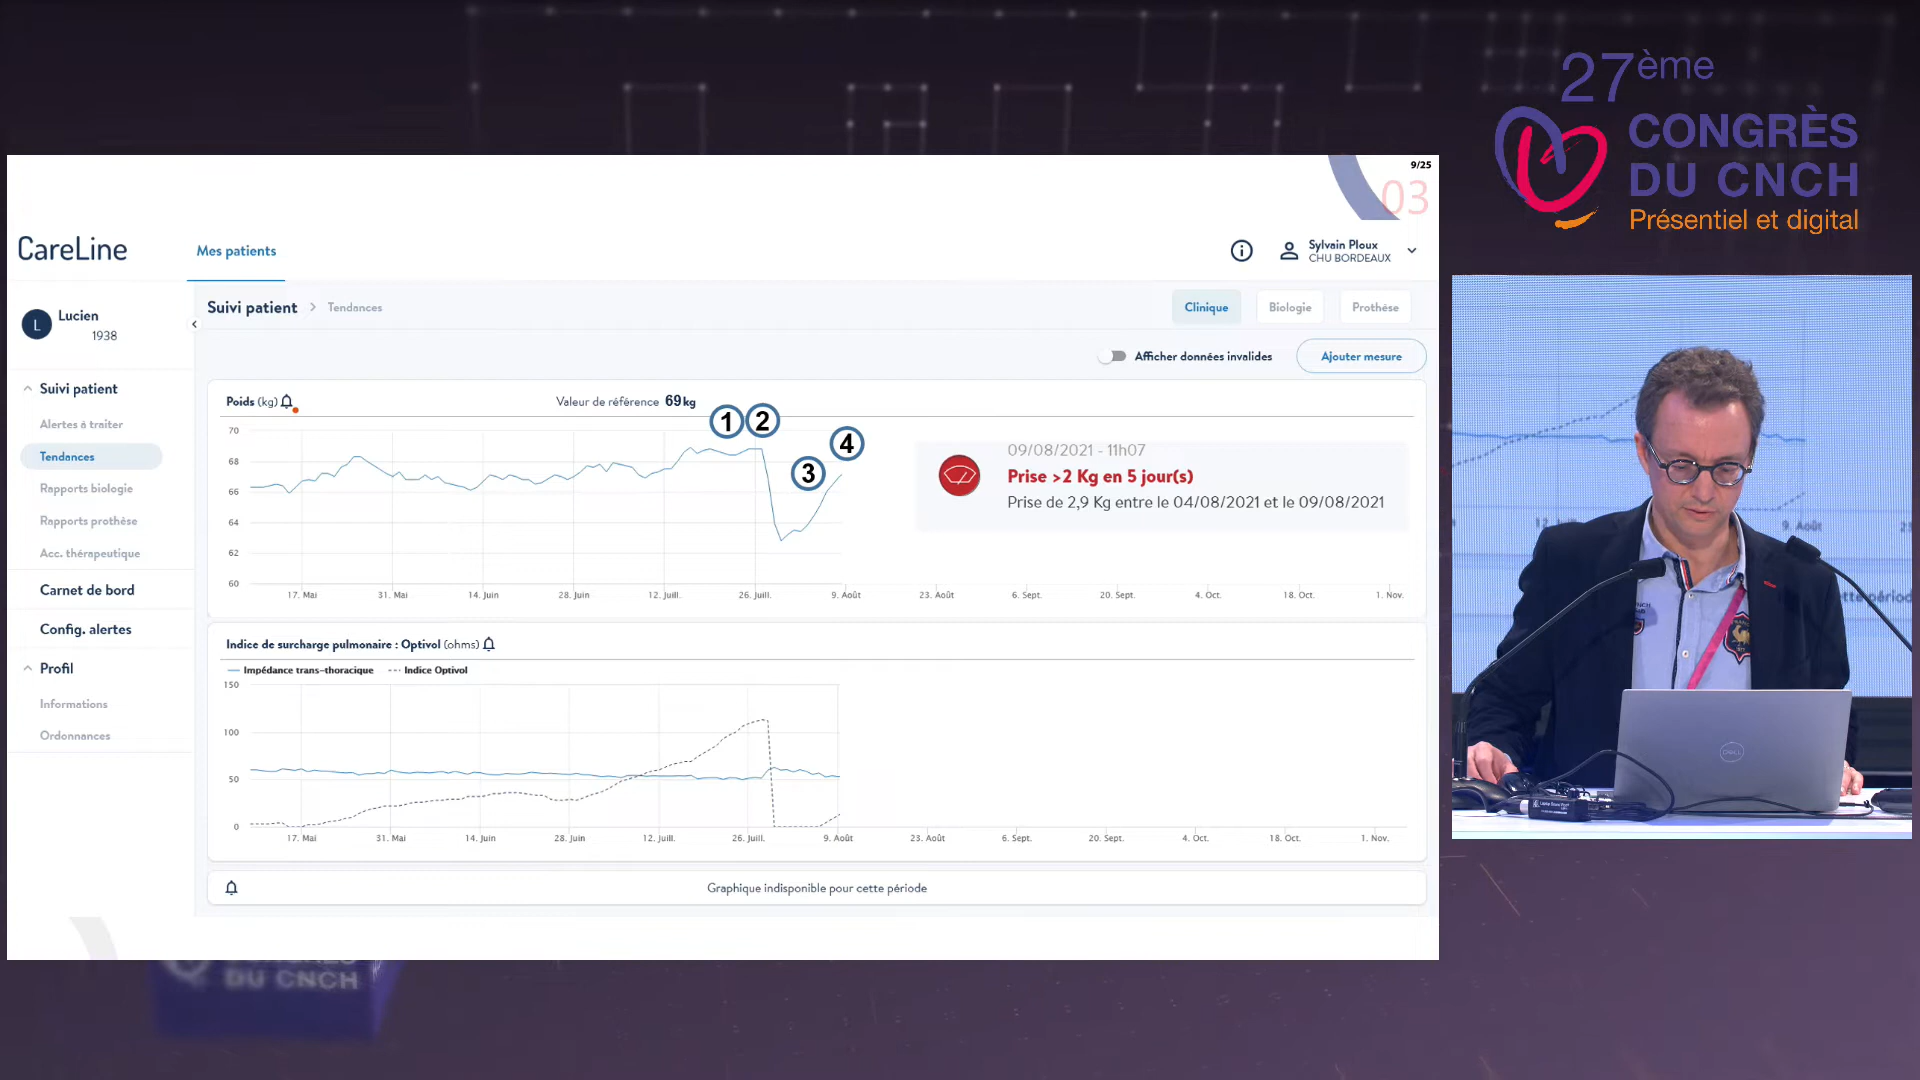 27ème
CONGRÈS
DU CNCH
Présentiel et digital
9/25
03
CareLine
Mes patients
Sylvain Ploux
CHU BORDEAUX
L
Lucien
1938
Suivi patient > Tendances
Clinique
Biologie
Prothèse
Afficher données invalides
Ajouter mesure
Suivi patient
Alertes à traiter
Tendances
Rapports biologie
Rapports prothèse
Acc. thérapeutique
Carnet de bord
Config. alertes
Profil
Informations
Ordonnances
Poids (kg)
Valeur de référence 69kg
1
2
3
4
70
68
66
64
62
60
17. Mai
31. Mai
14. Juin
28. Juin
12. Juill.
26. Juill.
9. Août
23. Août
6. Sept.
20. Sept.
4. Oct.
18. Oct.
1. Nov.
09/08/2021 - 11h07
Prise >2 Kg en 5 jour(s)
Prise de 2,9 Kg entre le 04/08/2021 et le 09/08/2021
Indice de surcharge pulmonaire : Optivol (ohms)
Impédance trans-thoracique
Indice Optivol
150
100
50
0
17. Mai
31. Mai
14. Juin
28. Juin
12. Juill.
26. Juill.
9. Août
23. Août
6. Sept.
20. Sept.
4. Oct.
18. Oct.
1. Nov.
Graphique indisponible pour cette période
DU CNCH
9. Août
DELL